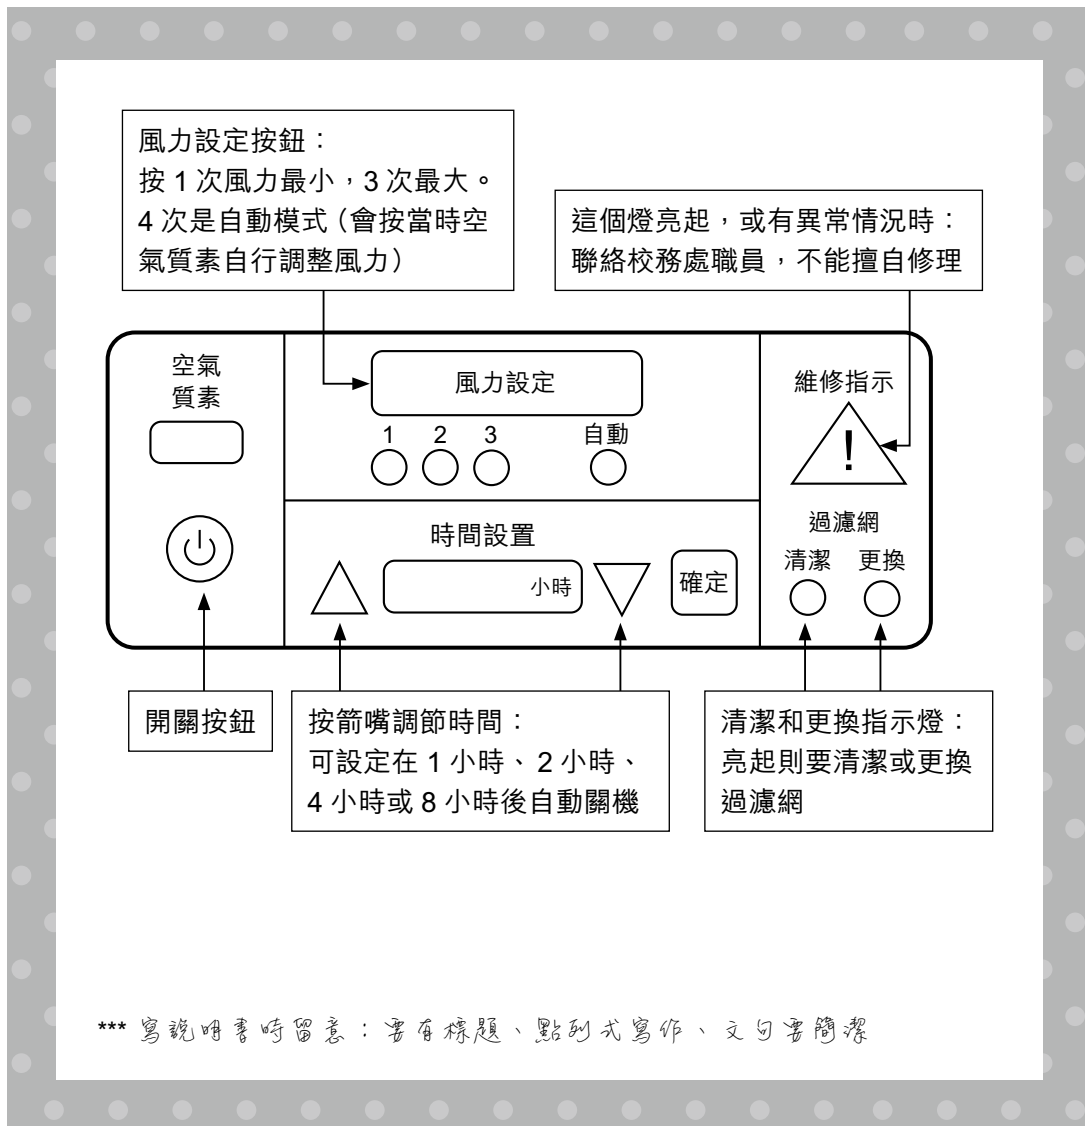 風力設定按鈕：
按 1 次風力最小，3 次最大。
4 次是自動模式（會按當時空
氣質素自行調整風力）
這個燈亮起，或有異常情況時：
聯絡校務處職員，不能擅自修理
空氣
質素
風力設定
1 2 3 自動
時間設置
小時
確定
維修指示
!
過濾網
清潔 更換
開關按鈕
按箭嘴調節時間：
可設定在 1 小時、2 小時、
4 小時或 8 小時後自動關機
清潔和更換指示燈：
亮起則要清潔或更換
過濾網
*** 寫說明書時留意：要有標題、點列式寫作、文句要簡潔